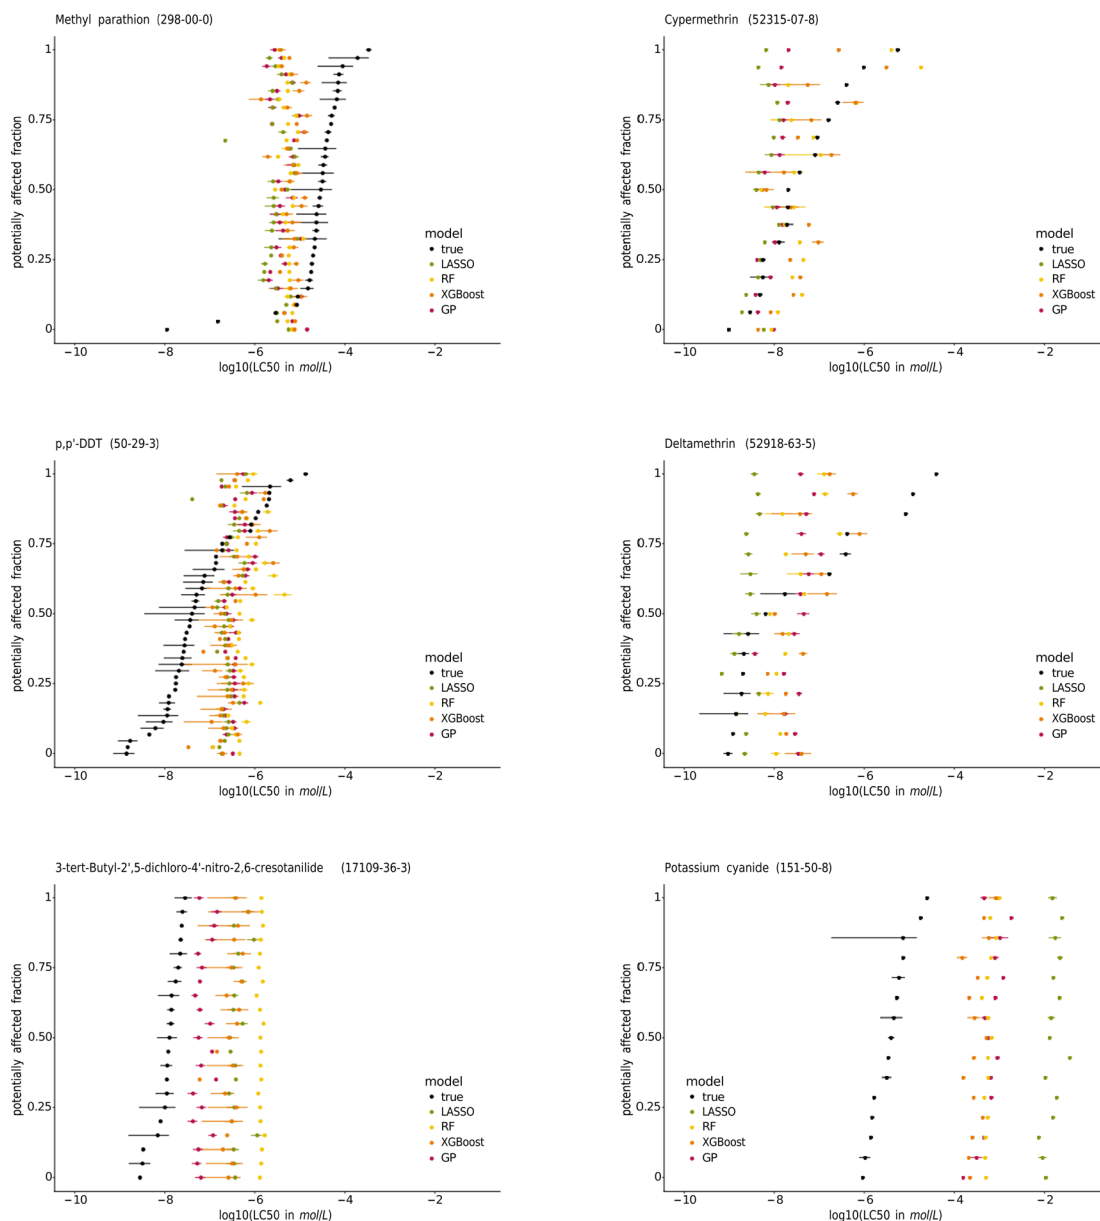 Methyl parathion (298-00-0)
potentially affected fraction
1
0.75
0.50
0.25
0
−10
−8
−6
−4
−2
log10(LC50 in mol/L)
model
true
LASSO
RF
XGBoost
GP
Cypermethrin (52315-07-8)
potentially affected fraction
1
0.75
0.50
0.25
0
−10
−8
−6
−4
−2
log10(LC50 in mol/L)
model
true
LASSO
RF
XGBoost
GP
p,p'-DDT (50-29-3)
potentially affected fraction
1
0.75
0.50
0.25
0
−10
−8
−6
−4
−2
log10(LC50 in mol/L)
model
true
LASSO
RF
XGBoost
GP
Deltamethrin (52918-63-5)
potentially affected fraction
1
0.75
0.50
0.25
0
−10
−8
−6
−4
−2
log10(LC50 in mol/L)
model
true
LASSO
RF
XGBoost
GP
3-tert-Butyl-2',5-dichloro-4'-nitro-2,6-cresotanilide (17109-36-3)
potentially affected fraction
1
0.75
0.50
0.25
0
−10
−8
−6
−4
−2
log10(LC50 in mol/L)
model
true
LASSO
RF
XGBoost
GP
Potassium cyanide (151-50-8)
potentially affected fraction
1
0.75
0.50
0.25
0
−10
−8
−6
−4
−2
log10(LC50 in mol/L)
model
true
LASSO
RF
XGBoost
GP